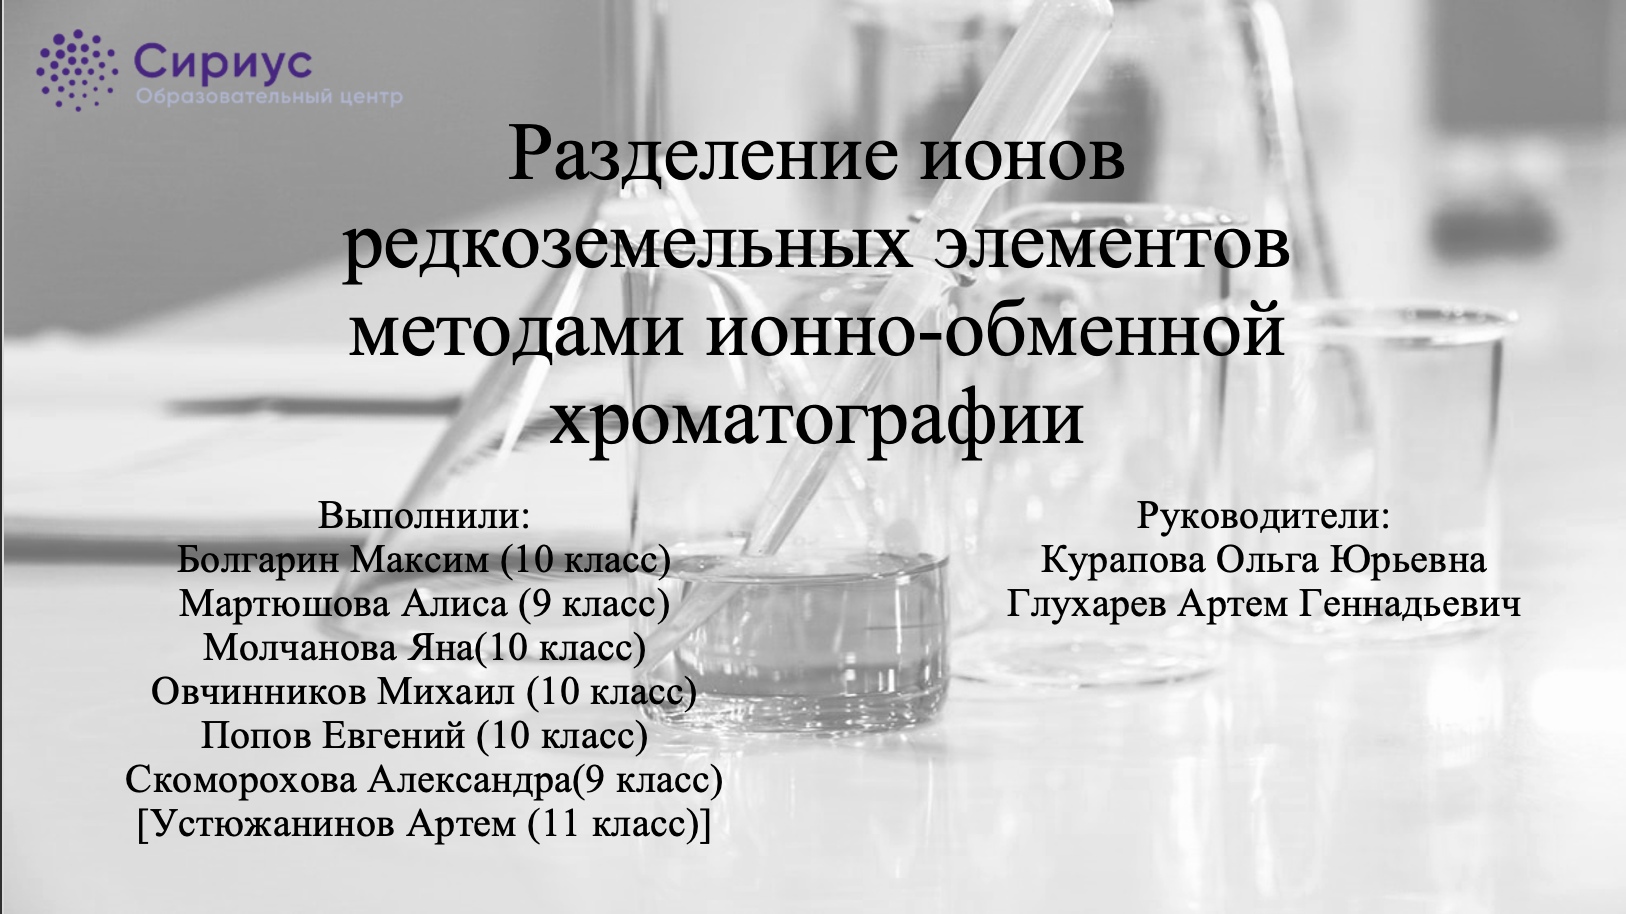 Сириус
Образовательный центр
Разделение ионов
редкоземельных элементов
методами ионно-обменной
хроматографии
Выполнили:
Болгарин Максим (10 класс)
Мартюшова Алиса (9 класс)
Молчанова Яна(10 класс)
Овчинников Михаил (10 класс)
Попов Евгений (10 класс)
Скоморохова Александра(9 класс)
[Устюжанинов Артем (11 класс)]
Руководители:
Курапова Ольга Юрьевна
Глухарев Артем Геннадьевич